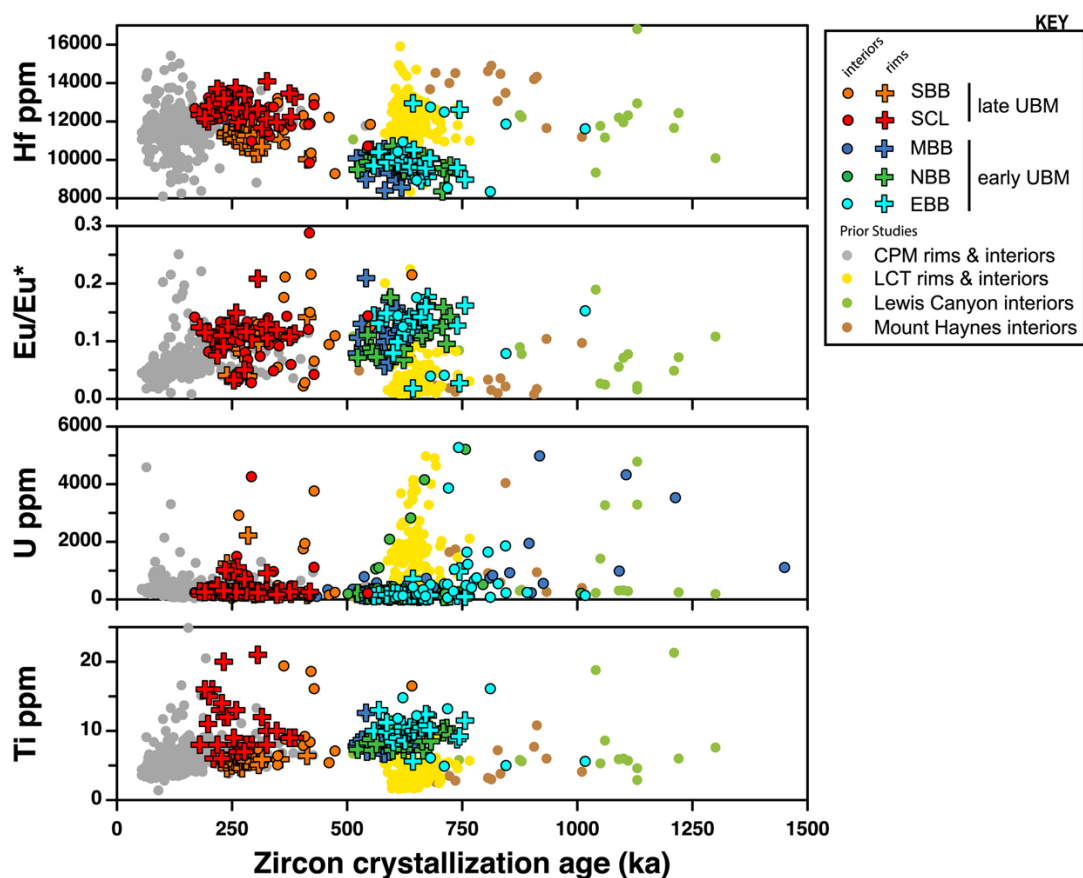 KEY
interiors rims
SBB
SCL
late UBM
MBB
NBB
EBB
early UBM
Prior Studies
CPM rims & interiors
LCT rims & interiors
Lewis Canyon interiors
Mount Haynes interiors
Hf ppm
16000
14000
12000
10000
8000
Eu/Eu*
0.3
0.2
0.1
0.0
U ppm
6000
4000
2000
0
Ti ppm
20
10
0
0 250 500 750 1000 1250 1500
Zircon crystallization age (ka)